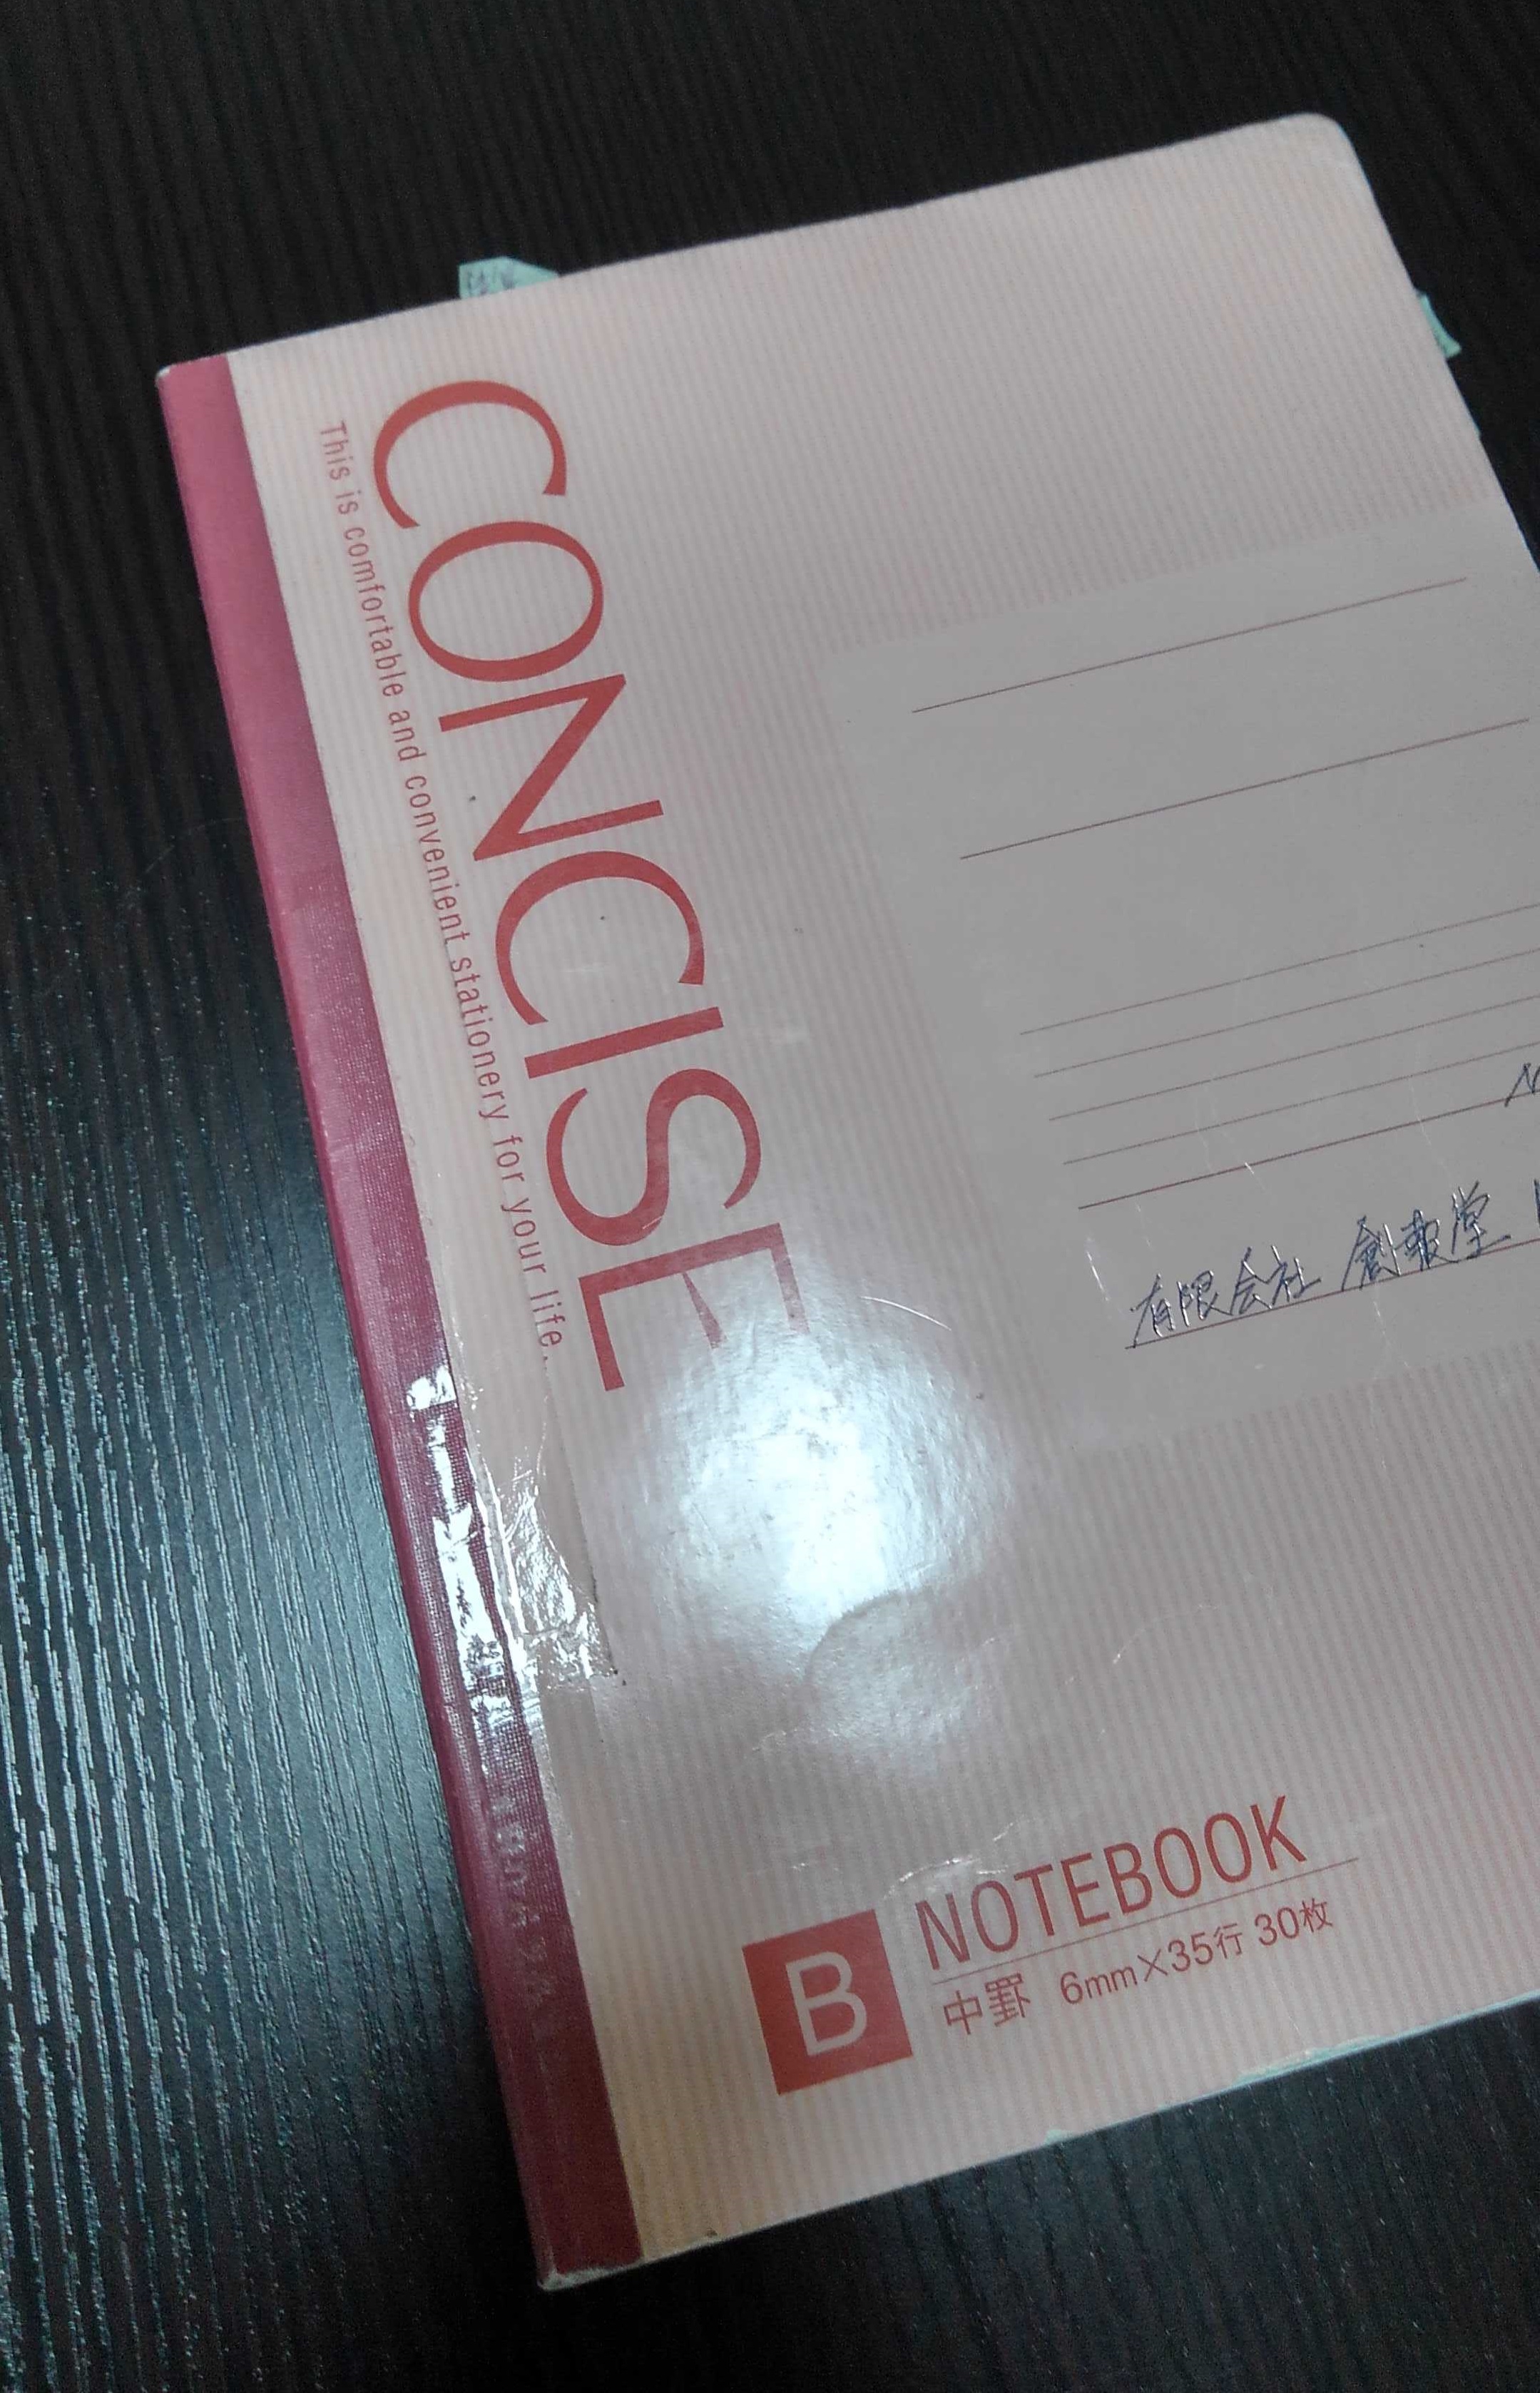 CONCISE
This is comfortable and convenient stationery for your life.
有限会社 創報堂
B
NOTEBOOK
中罫 6mm×35行 30枚